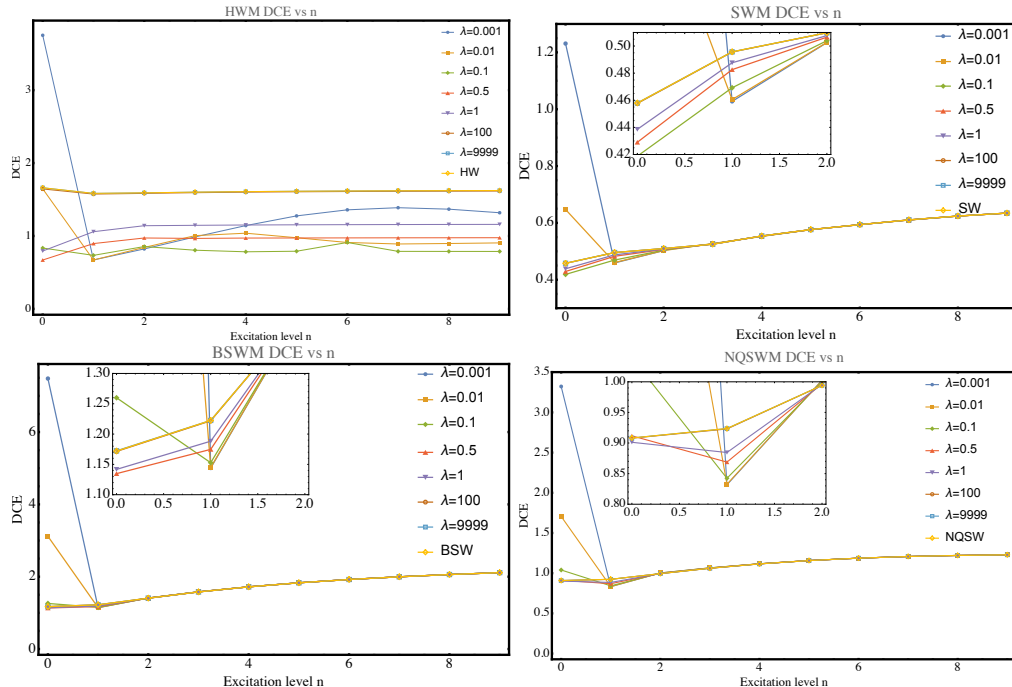 HWM DCE vs n
DCE
3
2
1
0
0
2
4
6
8
Excitation level n
λ=0.001
λ=0.01
λ=0.1
λ=0.5
λ=1
λ=100
λ=9999
HW
SWM DCE vs n
DCE
1.2
1.0
0.8
0.6
0.4
0
2
4
6
8
Excitation level n
0.50
0.48
0.46
0.44
0.42
0.0
0.5
1.0
1.5
2.0
λ=0.001
λ=0.01
λ=0.1
λ=0.5
λ=1
λ=100
λ=9999
SW
BSWM DCE vs n
DCE
6
4
2
0
0
2
4
6
8
Excitation level n
1.30
1.25
1.20
1.15
1.10
0.0
0.5
1.0
1.5
2.0
λ=0.001
λ=0.01
λ=0.1
λ=0.5
λ=1
λ=100
λ=9999
BSW
NQSWM DCE vs n
DCE
3.5
3.0
2.5
2.0
1.5
1.0
0.5
0.0
0
2
4
6
8
Excitation level n
1.00
0.95
0.90
0.85
0.80
0.0
0.5
1.0
1.5
2.0
λ=0.001
λ=0.01
λ=0.1
λ=0.5
λ=1
λ=100
λ=9999
NQSW